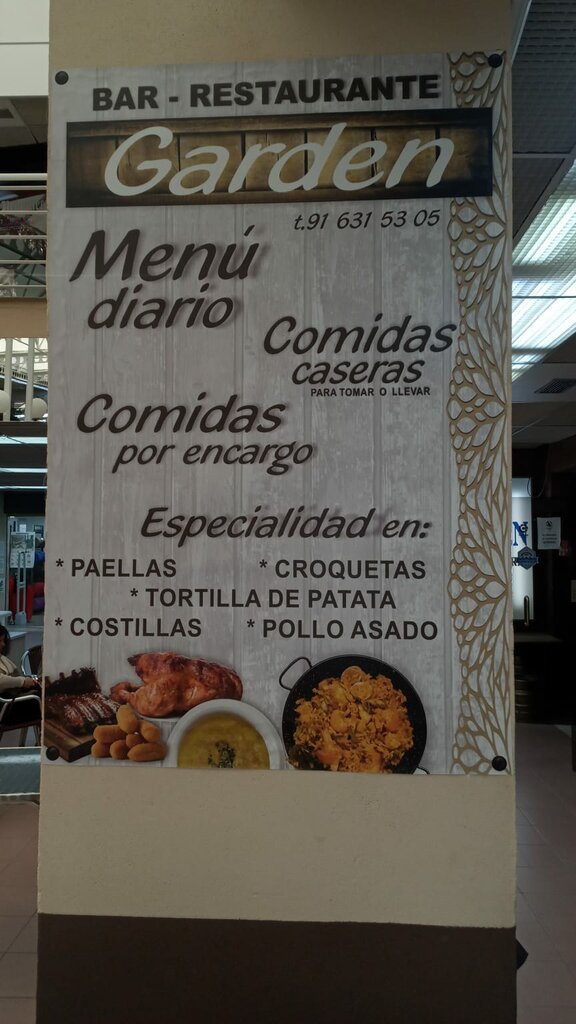 BAR - RESTAURANTE
Garden
t.91 631 53 05
Menú
diario
Comidas
caseras
PARA TOMAR O LLEVAR
Comidas
por encargo
Especialidad en:
* PAELLAS * CROQUETAS
* TORTILLA DE PATATA
* COSTILLAS * POLLO ASADO